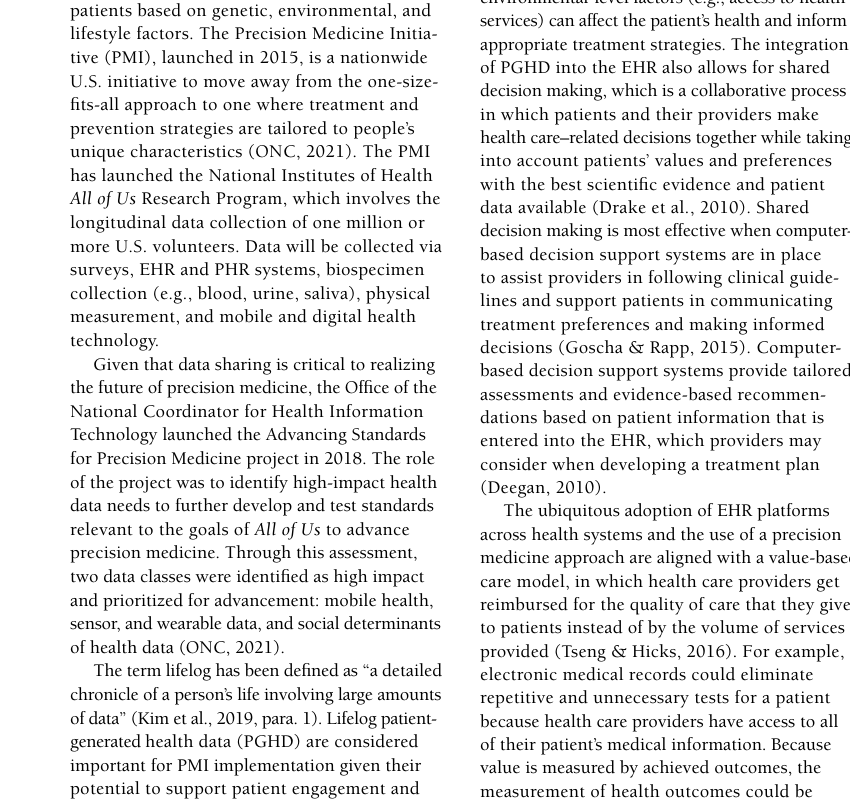 patients based on genetic, environmental, and
lifestyle factors. The Precision Medicine Initia-
tive (PMI), launched in 2015, is a nationwide
U.S. initiative to move away from the one-size-
fits-all approach to one where treatment and
prevention strategies are tailored to people’s
unique characteristics (ONC, 2021). The PMI
has launched the National Institutes of Health
All of Us Research Program, which involves the
longitudinal data collection of one million or
more U.S. volunteers. Data will be collected via
surveys, EHR and PHR systems, biospecimen
collection (e.g., blood, urine, saliva), physical
measurement, and mobile and digital health
technology.
Given that data sharing is critical to realizing
the future of precision medicine, the Office of the
National Coordinator for Health Information
Technology launched the Advancing Standards
for Precision Medicine project in 2018. The role
of the project was to identify high-impact health
data needs to further develop and test standards
relevant to the goals of All of Us to advance
precision medicine. Through this assessment,
two data classes were identified as high impact
and prioritized for advancement: mobile health,
sensor, and wearable data, and social determinants
of health data (ONC, 2021).
The term lifelog has been defined as “a detailed
chronicle of a person’s life involving large amounts
of data” (Kim et al., 2019, para. 1). Lifelog patient-
generated health data (PGHD) are considered
important for PMI implementation given their
potential to support patient engagement and
environmental-level factors (e.g., access to health
services) can affect the patient’s health and inform
appropriate treatment strategies. The integration
of PGHD into the EHR also allows for shared
decision making, which is a collaborative process
in which patients and their providers make
health care–related decisions together while taking
into account patients’ values and preferences
with the best scientific evidence and patient
data available (Drake et al., 2010). Shared
decision making is most effective when computer-
based decision support systems are in place
to assist providers in following clinical guide-
lines and support patients in communicating
treatment preferences and making informed
decisions (Goscha & Rapp, 2015). Computer-
based decision support systems provide tailored
assessments and evidence-based recommen-
dations based on patient information that is
entered into the EHR, which providers may
consider when developing a treatment plan
(Deegan, 2010).
The ubiquitous adoption of EHR platforms
across health systems and the use of a precision
medicine approach are aligned with a value-based
care model, in which health care providers get
reimbursed for the quality of care that they give
to patients instead of by the volume of services
provided (Tseng & Hicks, 2016). For example,
electronic medical records could eliminate
repetitive and unnecessary tests for a patient
because health care providers have access to all
of their patient’s medical information. Because
value is measured by achieved outcomes, the
measurement of health outcomes could be